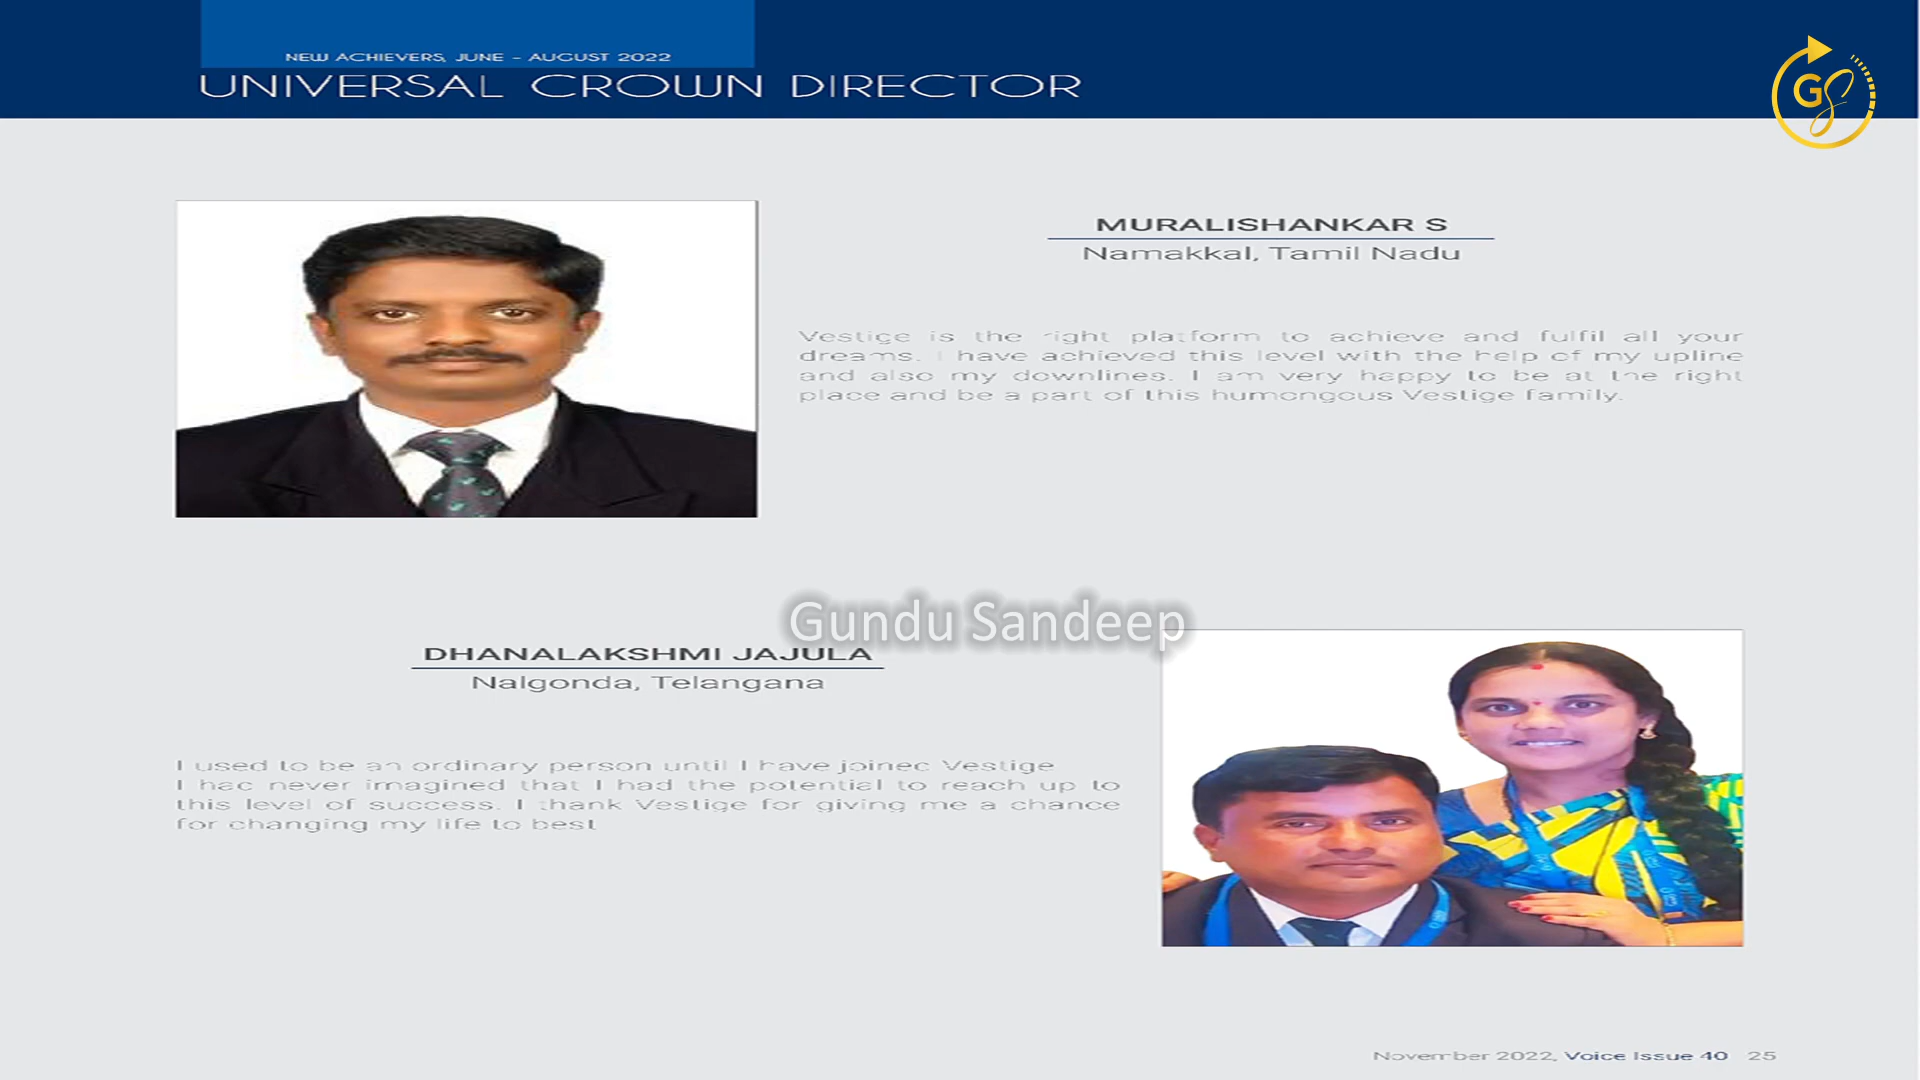 NEW ACHIEVERS, JUNE - AUGUST 2022
UNIVERSAL CROWN DIRECTOR
GS
MURALISHANKAR S
Namakkal, Tamil Nadu
Vestige is the right platform to achieve and fulfil all your
dreams. I have achieved this level with the help of my upline
and also my downlines. I am very happy to be at the right
place and be a part of this humongous Vestige family.
Gundu Sandeep
DHANALAKSHMI JAJULA
Nalgonda, Telangana
I used to be an ordinary person until I have joined Vestige
I had never imagined that I had the potential to reach up to
this level of success. I thank Vestige for giving me a chance
for changing my life to best
November 2022, Voice Issue 40 25